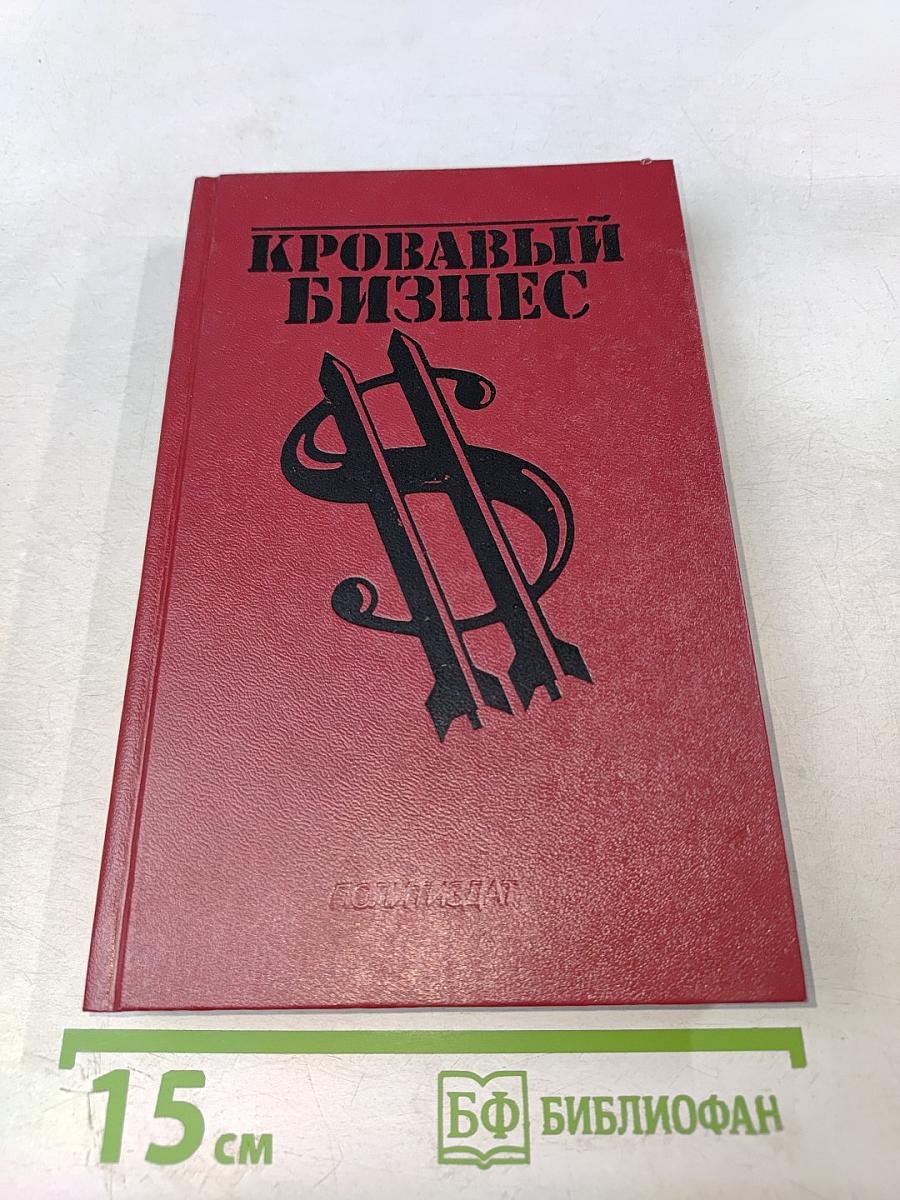 КРОВАВЫЙ
БИЗНЕС
ПОЛИТИЗДАТ
15 см
БФ БИБЛИОФАН